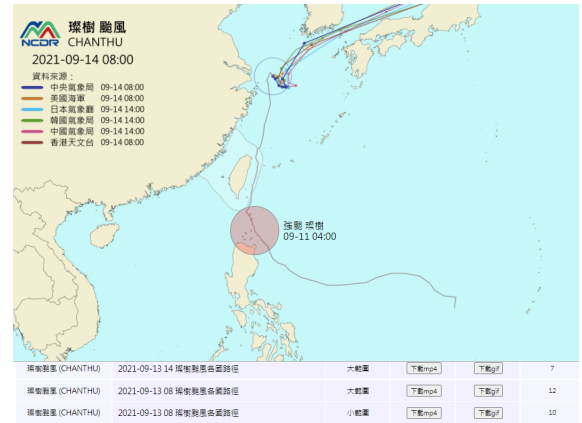 NCDR
璨樹 颱風
CHANTHU
2021-09-14 08:00
資料來源：
中央氣象局 09-14 08:00
美國海軍 09-14 08:00
日本氣象廳 09-14 14:00
韓國氣象局 09-14 14:00
中國氣象局 09-14 14:00
香港天文台 09-14 08:00
強颱 璨樹
09-11 04:00
璨樹颱風 (CHANTHU) 2021-09-13 14 璨樹颱風各國路徑 大範圍 下載mp4 下載gif 7
璨樹颱風 (CHANTHU) 2021-09-13 08 璨樹颱風各國路徑 大範圍 下載mp4 下載gif 12
璨樹颱風 (CHANTHU) 2021-09-13 08 璨樹颱風各國路徑 小範圍 下載mp4 下載gif 10